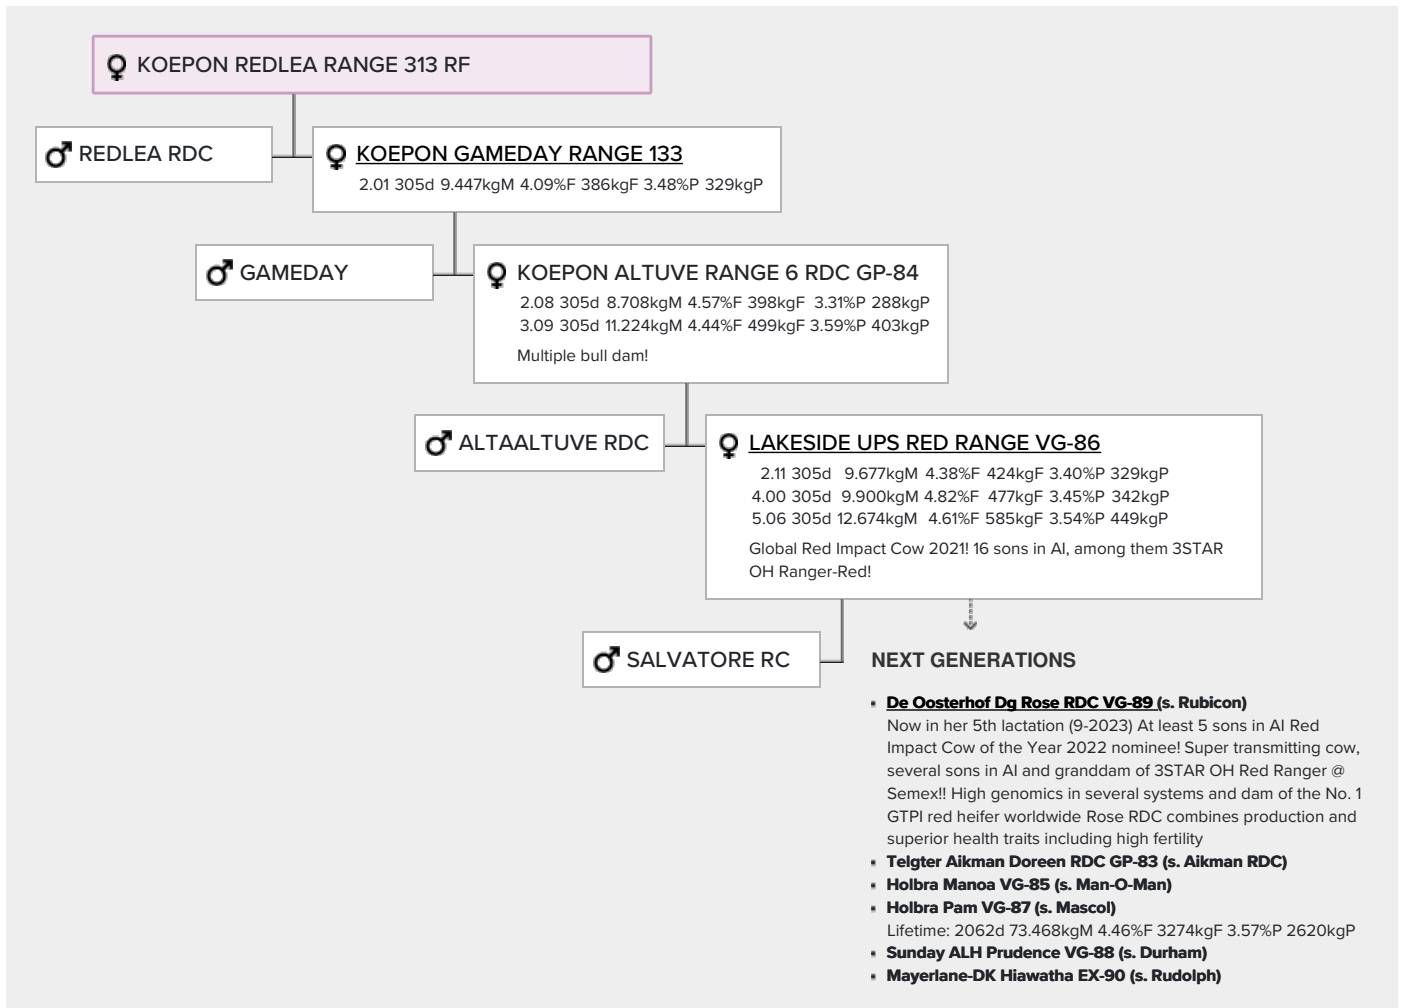 KOEPON REDLEA RANGE 313 RF
REDLEA RDC
KOEPON GAMEDAY RANGE 133
2.01 305d 9.447kgM 4.09%F 386kgF 3.48%P 329kgP
GAMEDAY
KOEPON ALTUVE RANGE 6 RDC GP-84
2.08 305d 8.708kgM 4.57%F 398kgF 3.31%P 288kgP
3.09 305d 11.224kgM 4.44%F 499kgF 3.59%P 403kgP
Multiple bull dam!
ALTAALTUVE RDC
LAKESIDE UPS RED RANGE VG-86
2.11 305d 9.677kgM 4.38%F 424kgF 3.40%P 329kgP
4.00 305d 9.900kgM 4.82%F 477kgF 3.45%P 342kgP
5.06 305d 12.674kgM 4.61%F 585kgF 3.54%P 449kgP
Global Red Impact Cow 2021! 16 sons in AI, among them 3STAR
OH Ranger-Red!
SALVATORE RC
NEXT GENERATIONS
De Oosterhof Dg Rose RDC VG-89 (s. Rubicon)
Now in her 5th lactation (9-2023) At least 5 sons in AI Red
Impact Cow of the Year 2022 nominee! Super transmitting cow,
several sons in AI and granddam of 3STAR OH Red Ranger @
Semex!! High genomics in several systems and dam of the No. 1
GTPI red heifer worldwide Rose RDC combines production and
superior health traits including high fertility
Telgter Aikman Doreen RDC GP-83 (s. Aikman RDC)
Holbra Manoa VG-85 (s. Man-O-Man)
Holbra Pam VG-87 (s. Mascol)
Lifetime: 2062d 73.468kgM 4.46%F 3274kgF 3.57%P 2620kgP
Sunday ALH Prudence VG-88 (s. Durham)
Mayerlane-DK Hiawatha EX-90 (s. Rudolph)